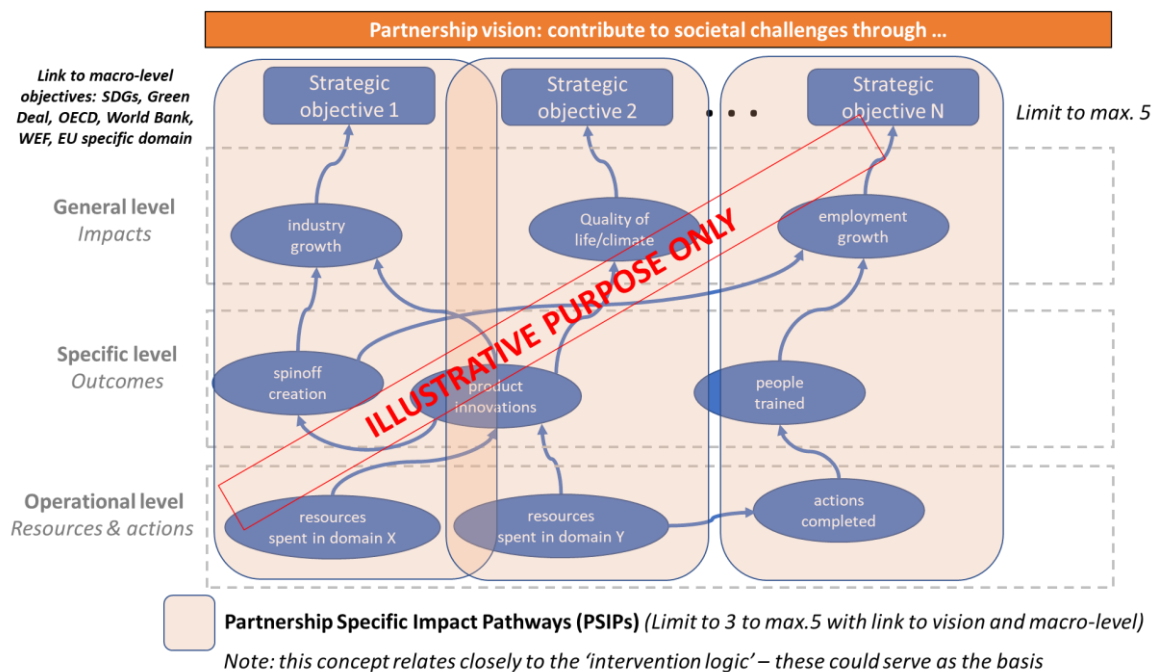 Partnership vision: contribute to societal challenges through ...
Link to macro-level
objectives: SDGs, Green
Deal, OECD, World Bank,
WEF, EU specific domain
Strategic
objective 1
Strategic
objective 2
. . .
Strategic
objective N
Limit to max. 5
General level
Impacts
industry
growth
Quality of
life/climate
employment
growth
ILLUSTRATIVE PURPOSE ONLY
Specific level
Outcomes
spinoff
creation
product
innovations
people
trained
Operational level
Resources & actions
resources
spent in domain X
resources
spent in domain Y
actions
completed
Partnership Specific Impact Pathways (PSIPs) (Limit to 3 to max.5 with link to vision and macro-level)
Note: this concept relates closely to the ‘intervention logic’ – these could serve as the basis